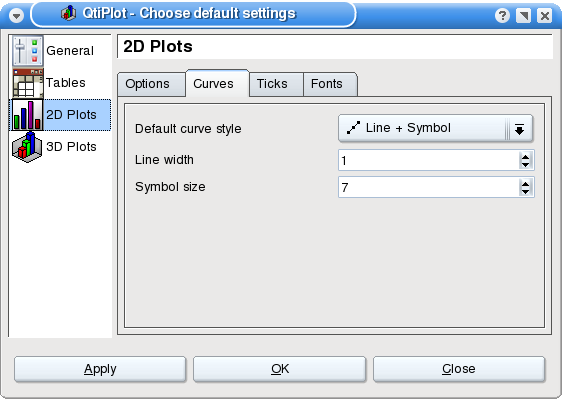 QtiPlot - Choose default settings
?
General
Tables
2D Plots
3D Plots
2D Plots
Options
Curves
Ticks
Fonts
Default curve style
Line + Symbol
Line width
1
Symbol size
7
Apply
OK
Close